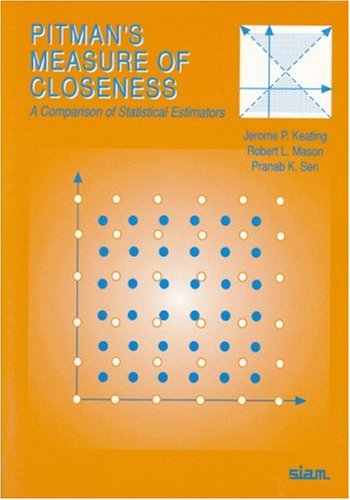 PITMAN'S
MEASURE OF
CLOSENESS
A Comparison of Statistical Estimators
Jerome P. Keating
Robert L. Mason
Pranab K. Sen
siam